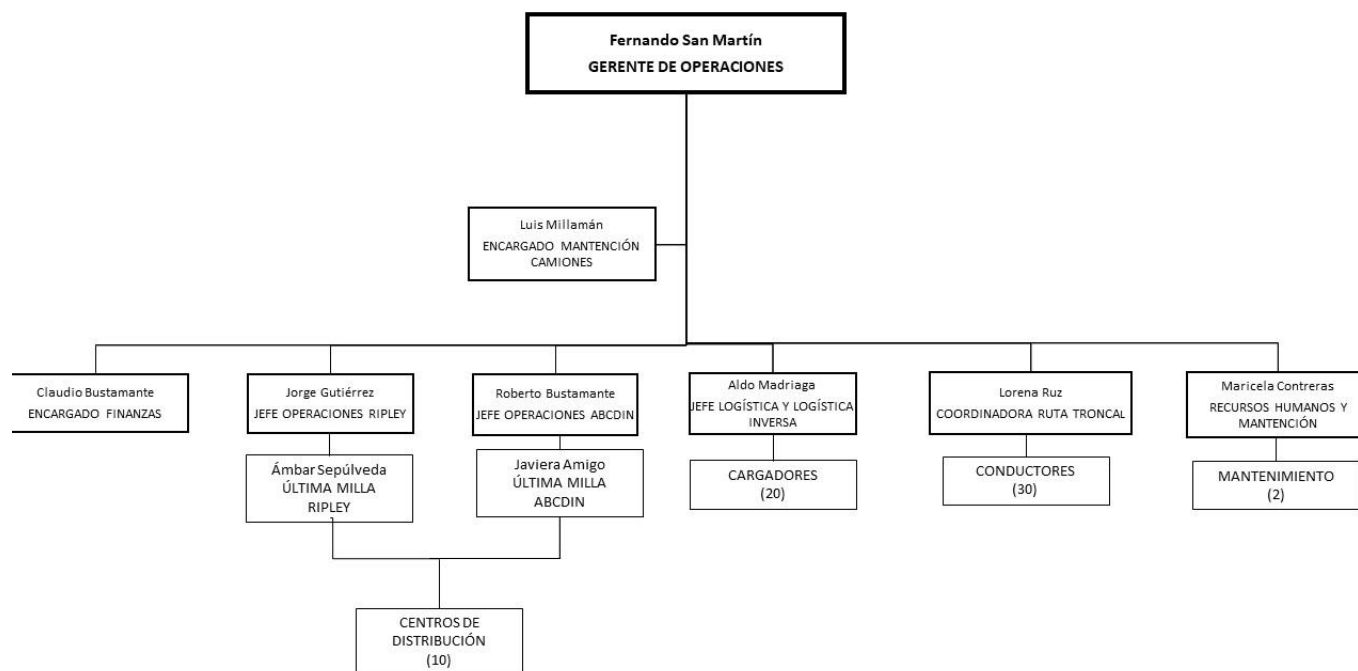 Fernando San Martín
GERENTE DE OPERACIONES
Luis Millamán
ENCARGADO MANTENCIÓN
CAMIONES
Claudio Bustamante
ENCARGADO FINANZAS
Jorge Gutiérrez
JEFE OPERACIONES RIPLEY
Roberto Bustamante
JEFE OPERACIONES ABCDIN
Aldo Madriaga
JEFE LOGÍSTICA Y LOGÍSTICA
INVERSA
Lorena Ruz
COORDINADORA RUTA TRONCAL
Maricela Contreras
RECURSOS HUMANOS Y
MANTENCIÓN
Ámbar Sepúlveda
ÚLTIMA MILLA
RIPLEY
Javiera Amigo
ÚLTIMA MILLA
ABCDIN
CARGADORES
(20)
CONDUCTORES
(30)
MANTENIMIENTO
(2)
CENTROS DE
DISTRIBUCIÓN
(10)